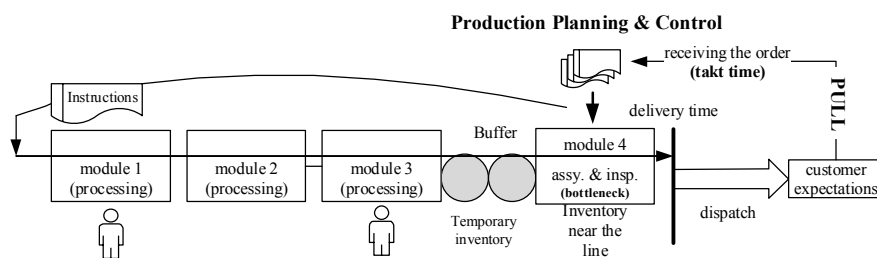 Production Planning & Control
receiving the order
(takt time)
PULL
Instructions
delivery time
Buffer
module 1
(processing)
module 2
(processing)
module 3
(processing)
module 4
assy. & insp.
(bottleneck)
customer
expectations
Temporary
inventory
Inventory
near the
line
dispatch